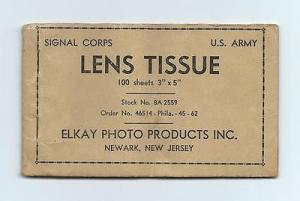 SIGNAL CORPS U.S. ARMY
LENS TISSUE
100 sheets 3" x 5"
Stock No. 8A 2559
Order No. 46514 - Phila. - 45 - 62
ELKAY PHOTO PRODUCTS INC.
NEWARK, NEW JERSEY